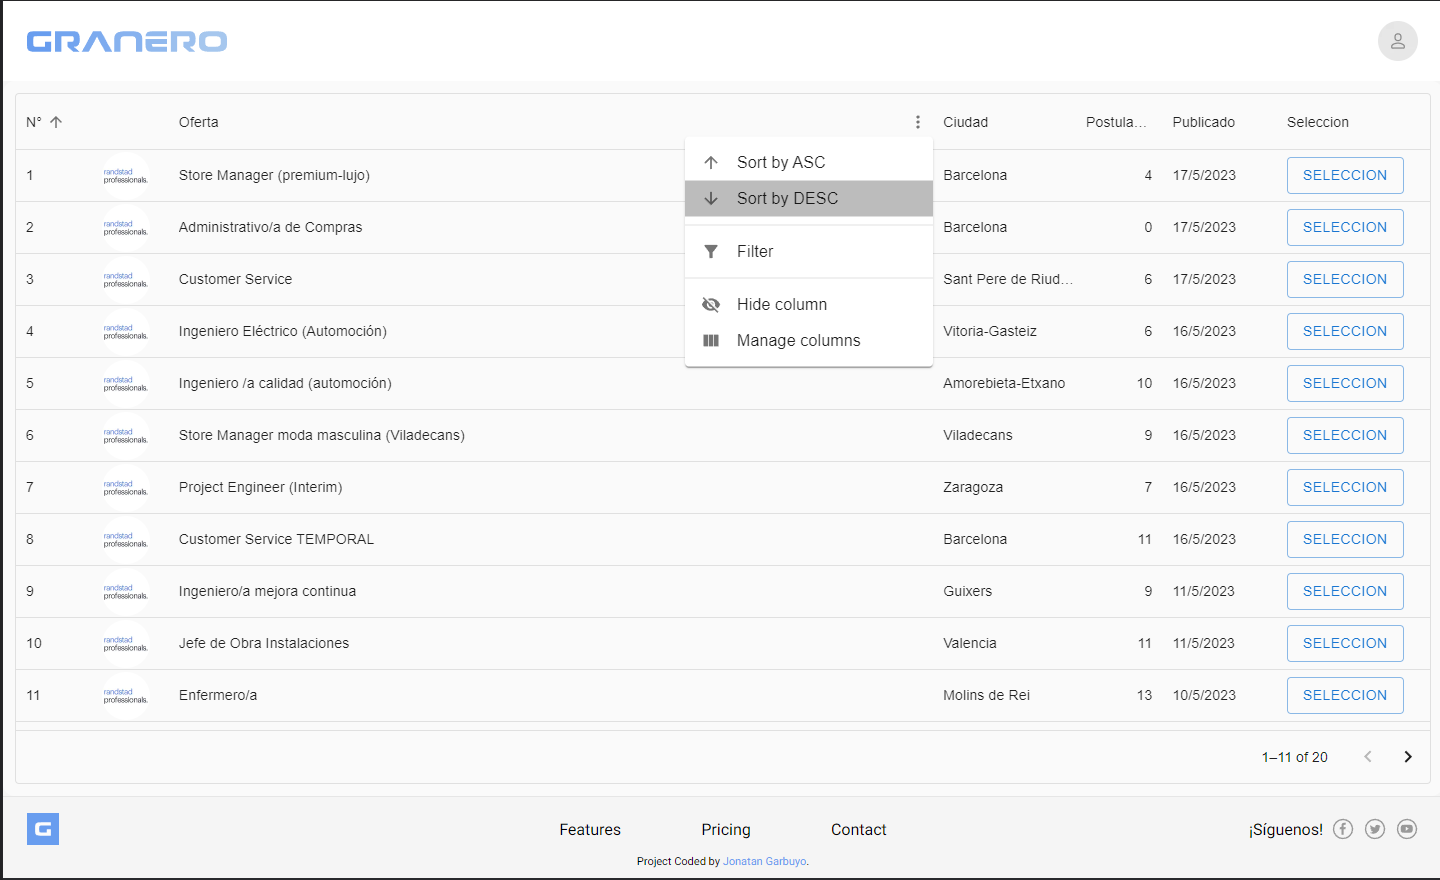 GRANERO
N° Oferta Ciudad Postula... Publicado Seleccion
Sort by ASC
Sort by DESC
Filter
Hide column
Manage columns
1 randstad professionals. Store Manager (premium-lujo) Barcelona 4 17/5/2023 SELECCION
2 randstad professionals. Administrativo/a de Compras Barcelona 0 17/5/2023 SELECCION
3 randstad professionals. Customer Service Sant Pere de Riud... 6 17/5/2023 SELECCION
4 randstad professionals. Ingeniero Eléctrico (Automoción) Vitoria-Gasteiz 6 16/5/2023 SELECCION
5 randstad professionals. Ingeniero /a calidad (automoción) Amorebieta-Etxano 10 16/5/2023 SELECCION
6 randstad professionals. Store Manager moda masculina (Viladecans) Viladecans 9 16/5/2023 SELECCION
7 randstad professionals. Project Engineer (Interim) Zaragoza 7 16/5/2023 SELECCION
8 randstad professionals. Customer Service TEMPORAL Barcelona 11 16/5/2023 SELECCION
9 randstad professionals. Ingeniero/a mejora continua Guixers 9 11/5/2023 SELECCION
10 randstad professionals. Jefe de Obra Instalaciones Valencia 11 11/5/2023 SELECCION
11 randstad professionals. Enfermero/a Molins de Rei 13 10/5/2023 SELECCION
1–11 of 20
G Features Pricing Contact ¡Síguenos!
Project Coded by Jonatan Garbuyo.